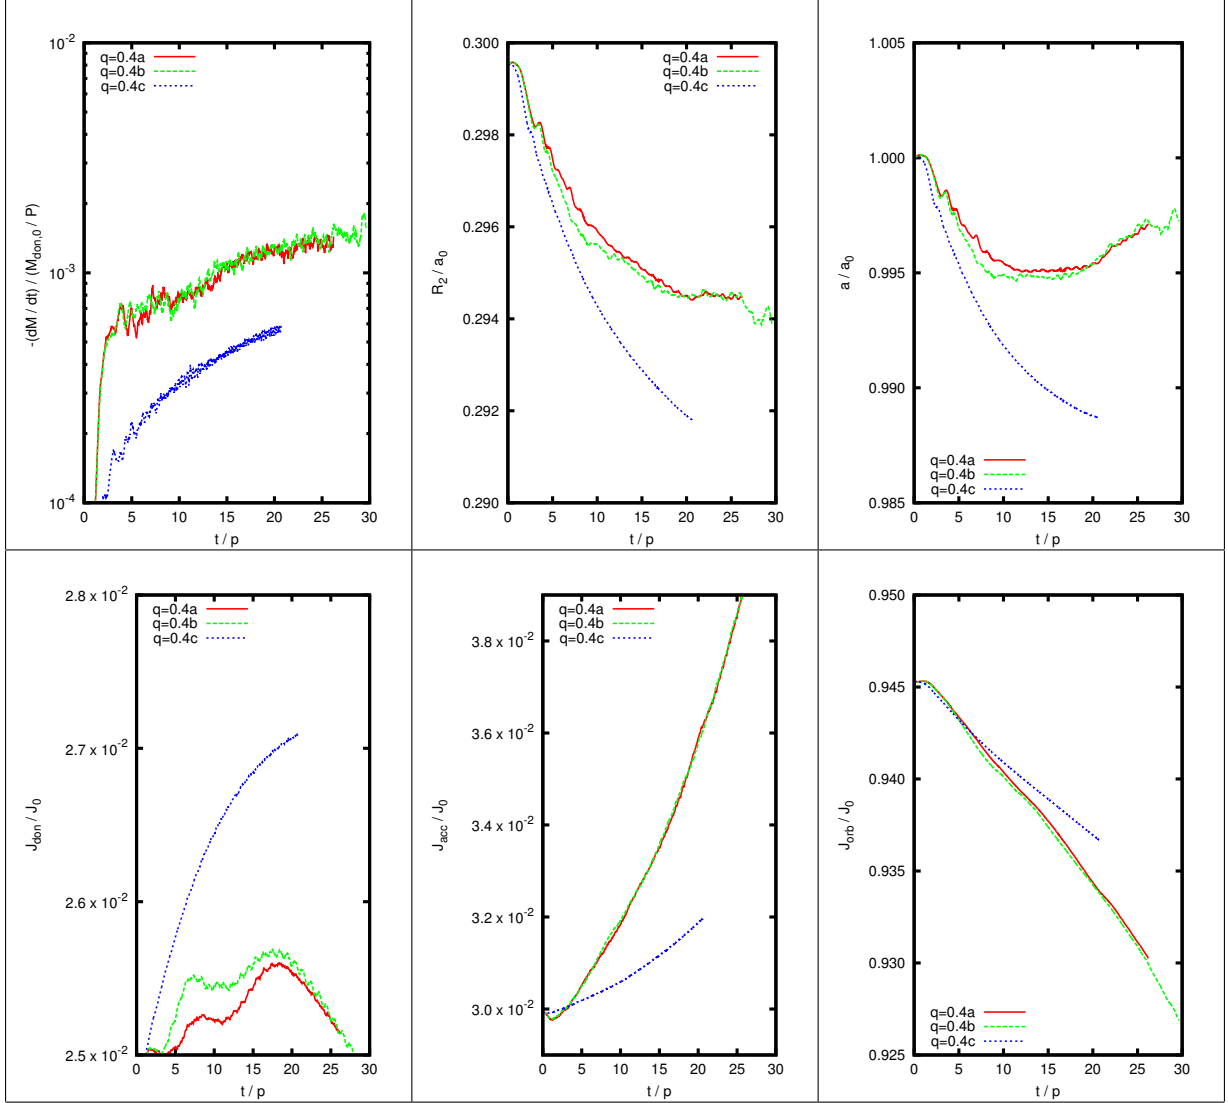 10^-2
10^-3
10^-4
0 5 10 15 20 25 30
-(dM / dt) / (M_don,0 / P)
t / p
q=0.4a
q=0.4b
q=0.4c
0.300
0.298
0.296
0.294
0.292
0.290
0 5 10 15 20 25 30
R_2 / a_0
t / p
q=0.4a
q=0.4b
q=0.4c
1.005
1.000
0.995
0.990
0.985
0 5 10 15 20 25 30
a / a_0
t / p
q=0.4a
q=0.4b
q=0.4c
2.8 x 10^-2
2.7 x 10^-2
2.6 x 10^-2
2.5 x 10^-2
0 5 10 15 20 25 30
J_don / J_0
t / p
q=0.4a
q=0.4b
q=0.4c
3.8 x 10^-2
3.6 x 10^-2
3.4 x 10^-2
3.2 x 10^-2
3.0 x 10^-2
0 5 10 15 20 25 30
J_acc / J_0
t / p
q=0.4a
q=0.4b
q=0.4c
0.950
0.945
0.940
0.935
0.930
0.925
0 5 10 15 20 25 30
J_orb / J_0
t / p
q=0.4a
q=0.4b
q=0.4c